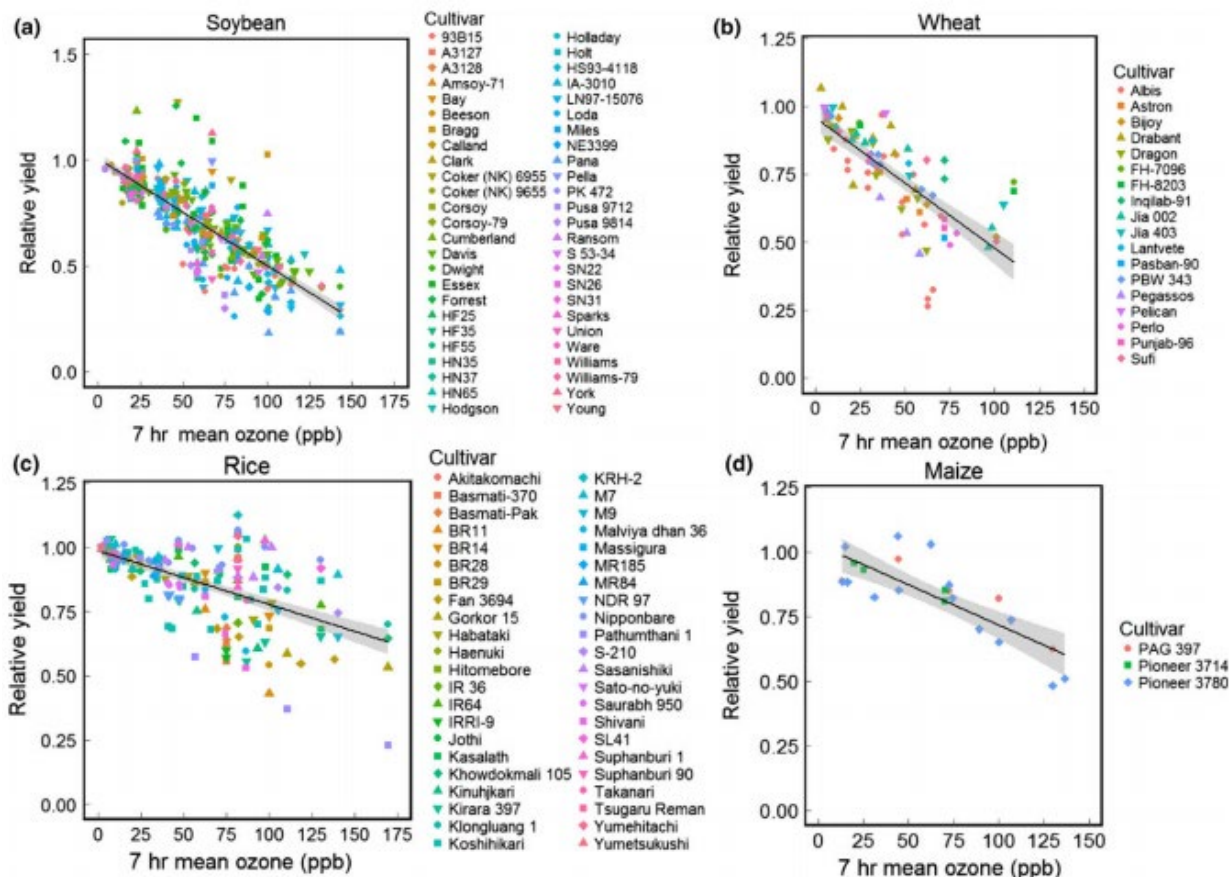 (a)
Soybean
Relative yield
1.5
1.0
0.5
0.0
0 25 50 75 100 125 150 175
7 hr mean ozone (ppb)
Cultivar
93B15
A3127
A3128
Amsoy-71
Bay
Beeson
Bragg
Calland
Clark
Coker (NK) 6955
Coker (NK) 9655
Corsoy
Corsoy-79
Cumberland
Davis
Dwight
Essex
Forrest
HF25
HF35
HF55
HN35
HN37
HN65
Hodgson
Holladay
Holt
HS93-4118
IA-3010
LN97-15076
Loda
Miles
NE3399
Pana
Pella
PK 472
Pusa 9712
Pusa 9814
Ransom
S 53-34
SN22
SN26
SN31
Sparks
Union
Ware
Williams
Williams-79
York
Young
(b)
Wheat
Relative yield
1.25
1.00
0.75
0.50
0.25
0.00
0 25 50 75 100 125 150
7 hr mean ozone (ppb)
Cultivar
Albis
Astron
Bijoy
Drabant
Dragon
FH-7096
FH-8203
Inqilab-91
Jia 002
Jia 403
Lantvete
Pasban-90
PBW 343
Pegassos
Pelican
Perlo
Punjab-96
Sufi
(c)
Rice
Relative yield
1.25
1.00
0.75
0.50
0.25
0.00
0 25 50 75 100 125 150 175
7 hr mean ozone (ppb)
Cultivar
Akitakomachi
Basmati-370
Basmati-Pak
BR11
BR14
BR28
BR29
Fan 3694
Gorkor 15
Habataki
Haenuki
Hitomebore
IR 36
IR64
IRRI-9
Jothi
Kasalath
Khowdokmali 105
Kinuhjkari
Kirara 397
Klongluang 1
Koshihikari
KRH-2
M7
M9
Malviya dhan 36
Massigura
MR185
MR84
NDR 97
Nipponbare
Pathumthani 1
S-210
Sasanishiki
Sato-no-yuki
Saurabh 950
Shivani
SL41
Suphanburi 1
Suphanburi 90
Takanari
Tsugaru Reman
Yumehitachi
Yumetsukushi
(d)
Maize
Relative yield
1.25
1.00
0.75
0.50
0.25
0.00
0 25 50 75 100 125 150
7 hr mean ozone (ppb)
Cultivar
PAG 397
Pioneer 3714
Pioneer 3780